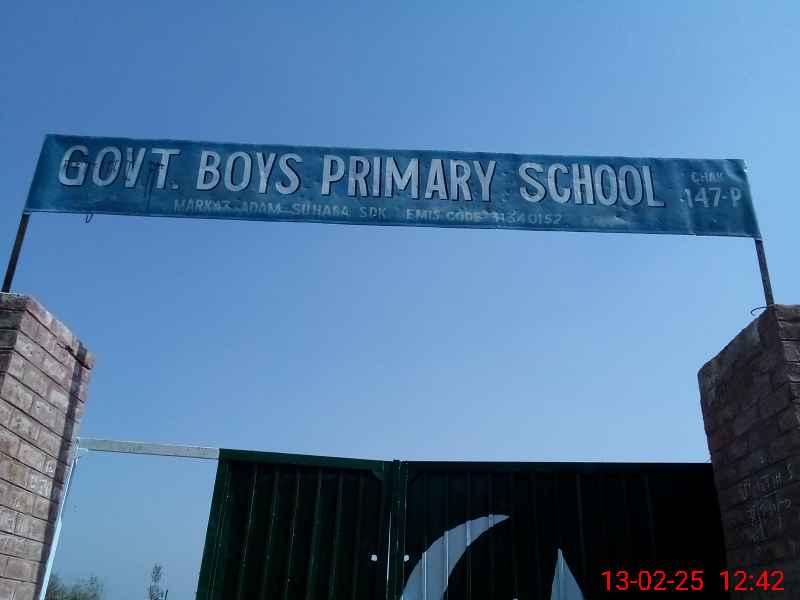 GOVT. BOYS PRIMARY SCHOOL
CHAK
147-P
MARKAZ ADAM SUHABA SDK EMIS CODE 31340152
13-02-25 12:42